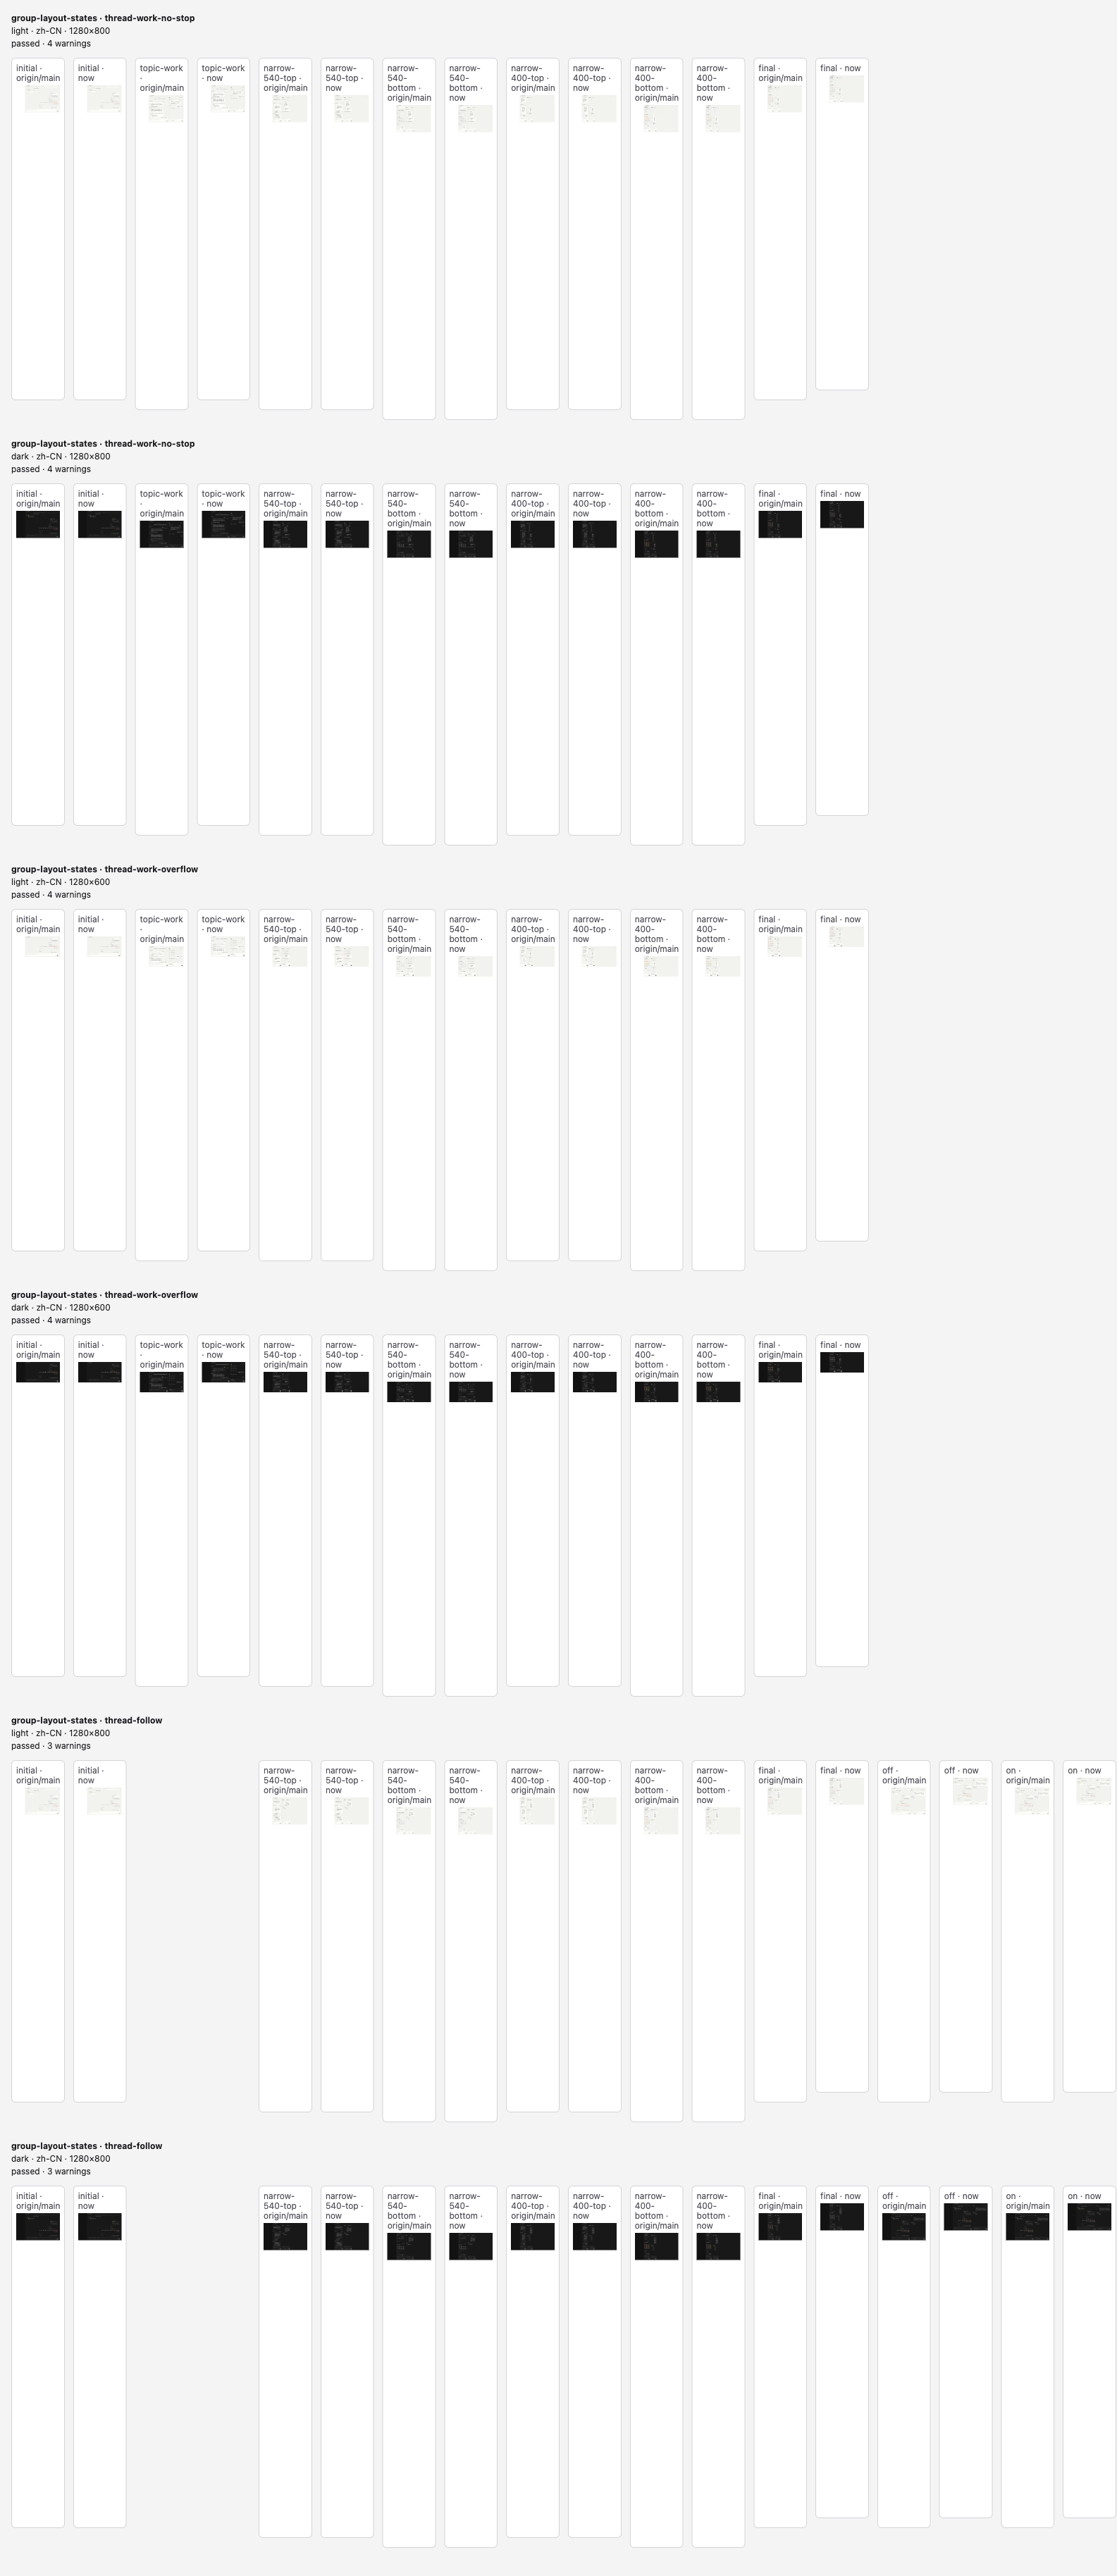 group-layout-states · thread-work-no-stop
light · zh-CN · 1280×800
passed · 4 warnings
initial ·
origin/main
initial ·
now
topic-work
·
origin/main
topic-work
· now
narrow-
540-top ·
origin/main
narrow-
540-top ·
now
narrow-
540-
bottom ·
origin/main
narrow-
540-
bottom ·
now
narrow-
400-top ·
origin/main
narrow-
400-top ·
now
narrow-
400-
bottom ·
origin/main
narrow-
400-
bottom ·
now
final ·
origin/main
final · now
group-layout-states · thread-work-no-stop
dark · zh-CN · 1280×800
passed · 4 warnings
initial ·
origin/main
initial ·
now
topic-work
·
origin/main
topic-work
· now
narrow-
540-top ·
origin/main
narrow-
540-top ·
now
narrow-
540-
bottom ·
origin/main
narrow-
540-
bottom ·
now
narrow-
400-top ·
origin/main
narrow-
400-top ·
now
narrow-
400-
bottom ·
origin/main
narrow-
400-
bottom ·
now
final ·
origin/main
final · now
group-layout-states · thread-work-overflow
light · zh-CN · 1280×600
passed · 4 warnings
initial ·
origin/main
initial ·
now
topic-work
·
origin/main
topic-work
· now
narrow-
540-top ·
origin/main
narrow-
540-top ·
now
narrow-
540-
bottom ·
origin/main
narrow-
540-
bottom ·
now
narrow-
400-top ·
origin/main
narrow-
400-top ·
now
narrow-
400-
bottom ·
origin/main
narrow-
400-
bottom ·
now
final ·
origin/main
final · now
group-layout-states · thread-work-overflow
dark · zh-CN · 1280×600
passed · 4 warnings
initial ·
origin/main
initial ·
now
topic-work
·
origin/main
topic-work
· now
narrow-
540-top ·
origin/main
narrow-
540-top ·
now
narrow-
540-
bottom ·
origin/main
narrow-
540-
bottom ·
now
narrow-
400-top ·
origin/main
narrow-
400-top ·
now
narrow-
400-
bottom ·
origin/main
narrow-
400-
bottom ·
now
final ·
origin/main
final · now
group-layout-states · thread-follow
light · zh-CN · 1280×800
passed · 3 warnings
initial ·
origin/main
initial ·
now
narrow-
540-top ·
origin/main
narrow-
540-top ·
now
narrow-
540-
bottom ·
origin/main
narrow-
540-
bottom ·
now
narrow-
400-top ·
origin/main
narrow-
400-top ·
now
narrow-
400-
bottom ·
origin/main
narrow-
400-
bottom ·
now
final ·
origin/main
final · now
off ·
origin/main
off · now
on ·
origin/main
on · now
group-layout-states · thread-follow
dark · zh-CN · 1280×800
passed · 3 warnings
initial ·
origin/main
initial ·
now
narrow-
540-top ·
origin/main
narrow-
540-top ·
now
narrow-
540-
bottom ·
origin/main
narrow-
540-
bottom ·
now
narrow-
400-top ·
origin/main
narrow-
400-top ·
now
narrow-
400-
bottom ·
origin/main
narrow-
400-
bottom ·
now
final ·
origin/main
final · now
off ·
origin/main
off · now
on ·
origin/main
on · now